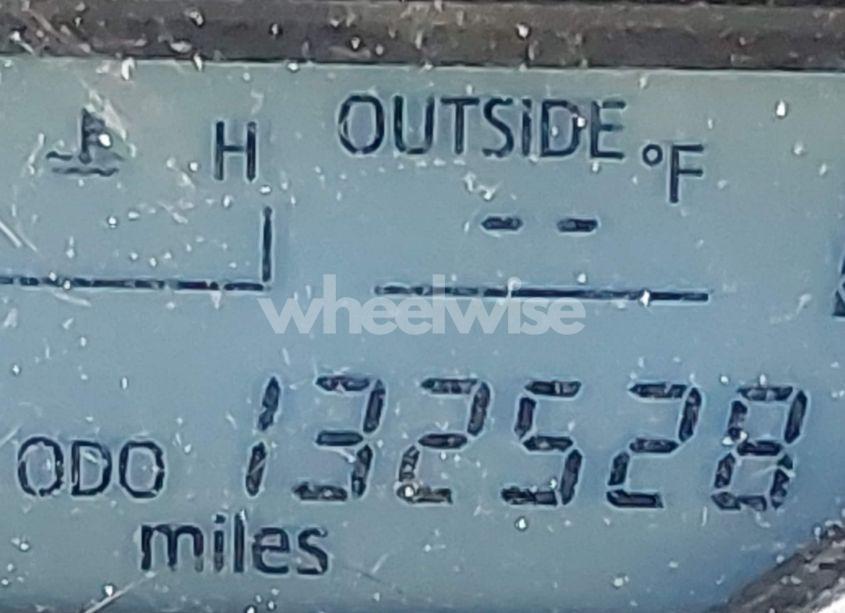 H OUTSIDE °F
--
wheelwise
ODO 132528
miles